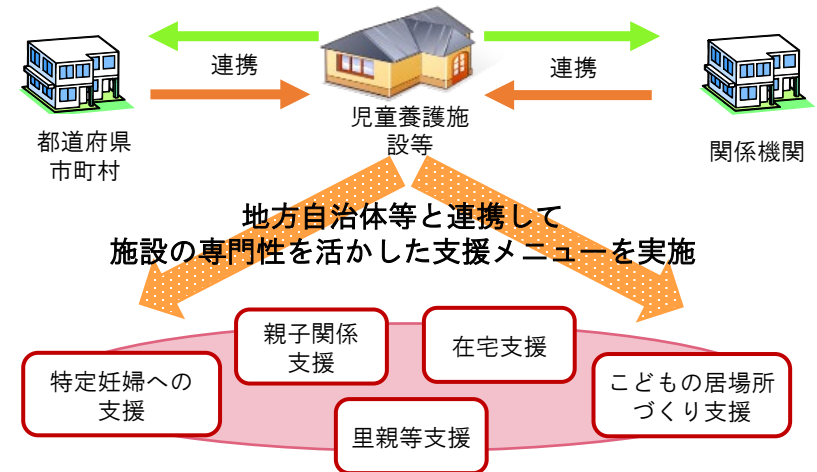 連携
連携
児童養護施
設等
都道府県
市町村
関係機関
地方自治体等と連携して
施設の専門性を活かした支援メニューを実施
親子関係
支援
在宅支援
特定妊婦への
支援
こどもの居場所
づくり支援
里親等支援